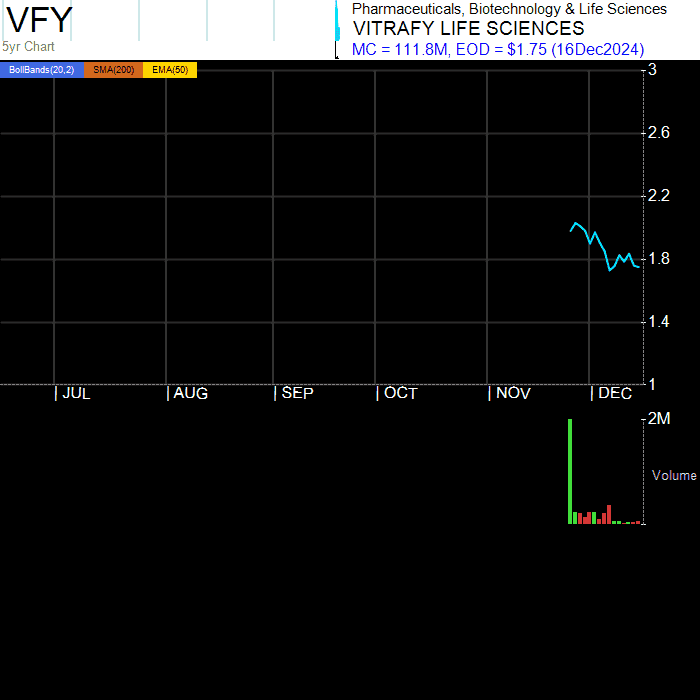 VFY
5yr Chart
Pharmaceuticals, Biotechnology & Life Sciences
VITRAFY LIFE SCIENCES
MC = 111.8M, EOD = $1.75 (16Dec2024)
BollBands(20,2) SMA(200) EMA(50)
3
2.6
2.2
1.8
1.4
1
JUL AUG SEP OCT NOV DEC
2M
Volume